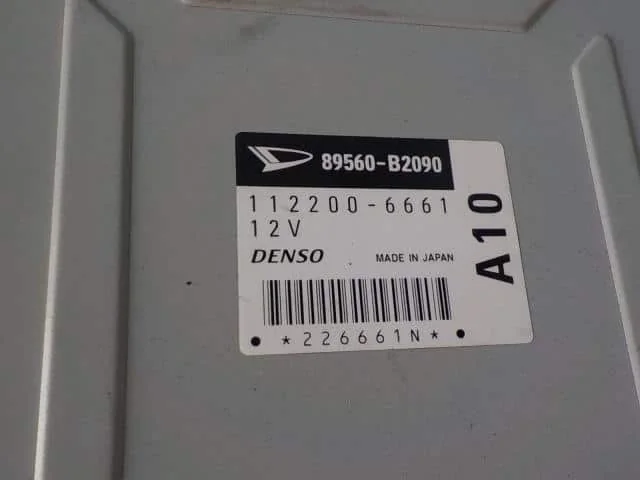 89560-B2090
112200-6661
12V
DENSO MADE IN JAPAN
A10
*226661N*